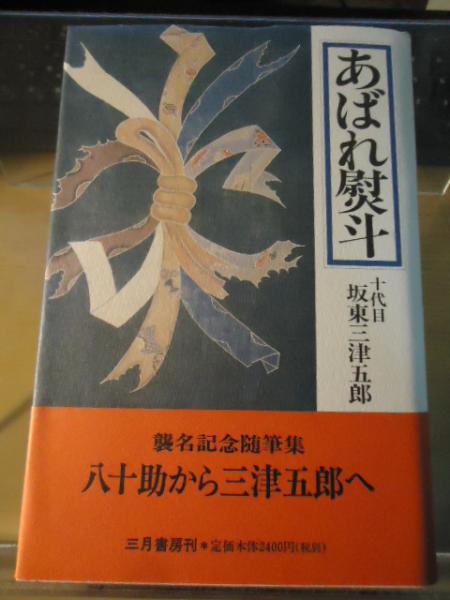 あばれ熨斗
十代目
坂東三津五郎
襲名記念随筆集
八十助から三津五郎へ
三月書房刊*定価本体2400円(税別)